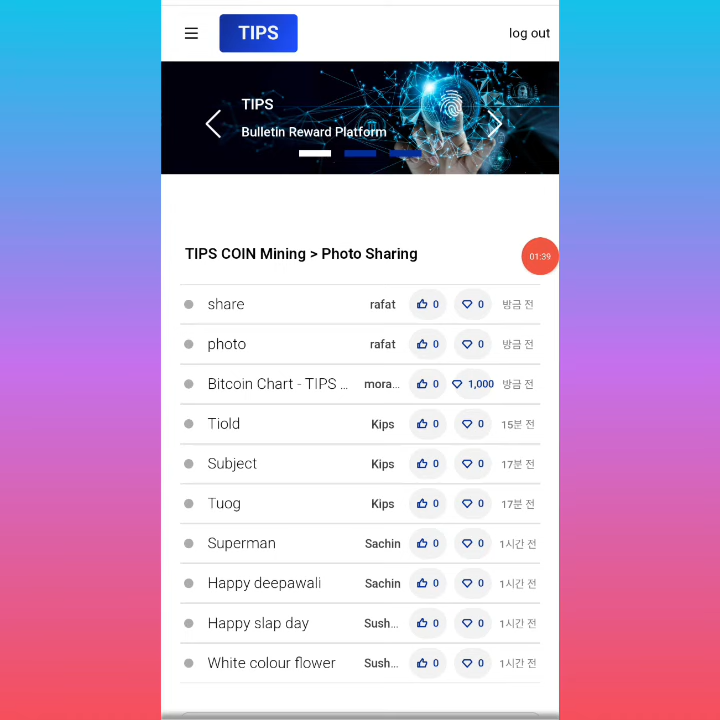 TIPS
log out
TIPS
Bulletin Reward Platform
TIPS COIN Mining > Photo Sharing
01:39
share rafat 0 0 방금 전
photo rafat 0 0 방금 전
Bitcoin Chart - TIPS ... mora... 0 1,000 방금 전
Tiold Kips 0 0 15분 전
Subject Kips 0 0 17분 전
Tuog Kips 0 0 17분 전
Superman Sachin 0 0 1시간 전
Happy deepawali Sachin 0 0 1시간 전
Happy slap day Sush... 0 0 1시간 전
White colour flower Sush... 0 0 1시간 전